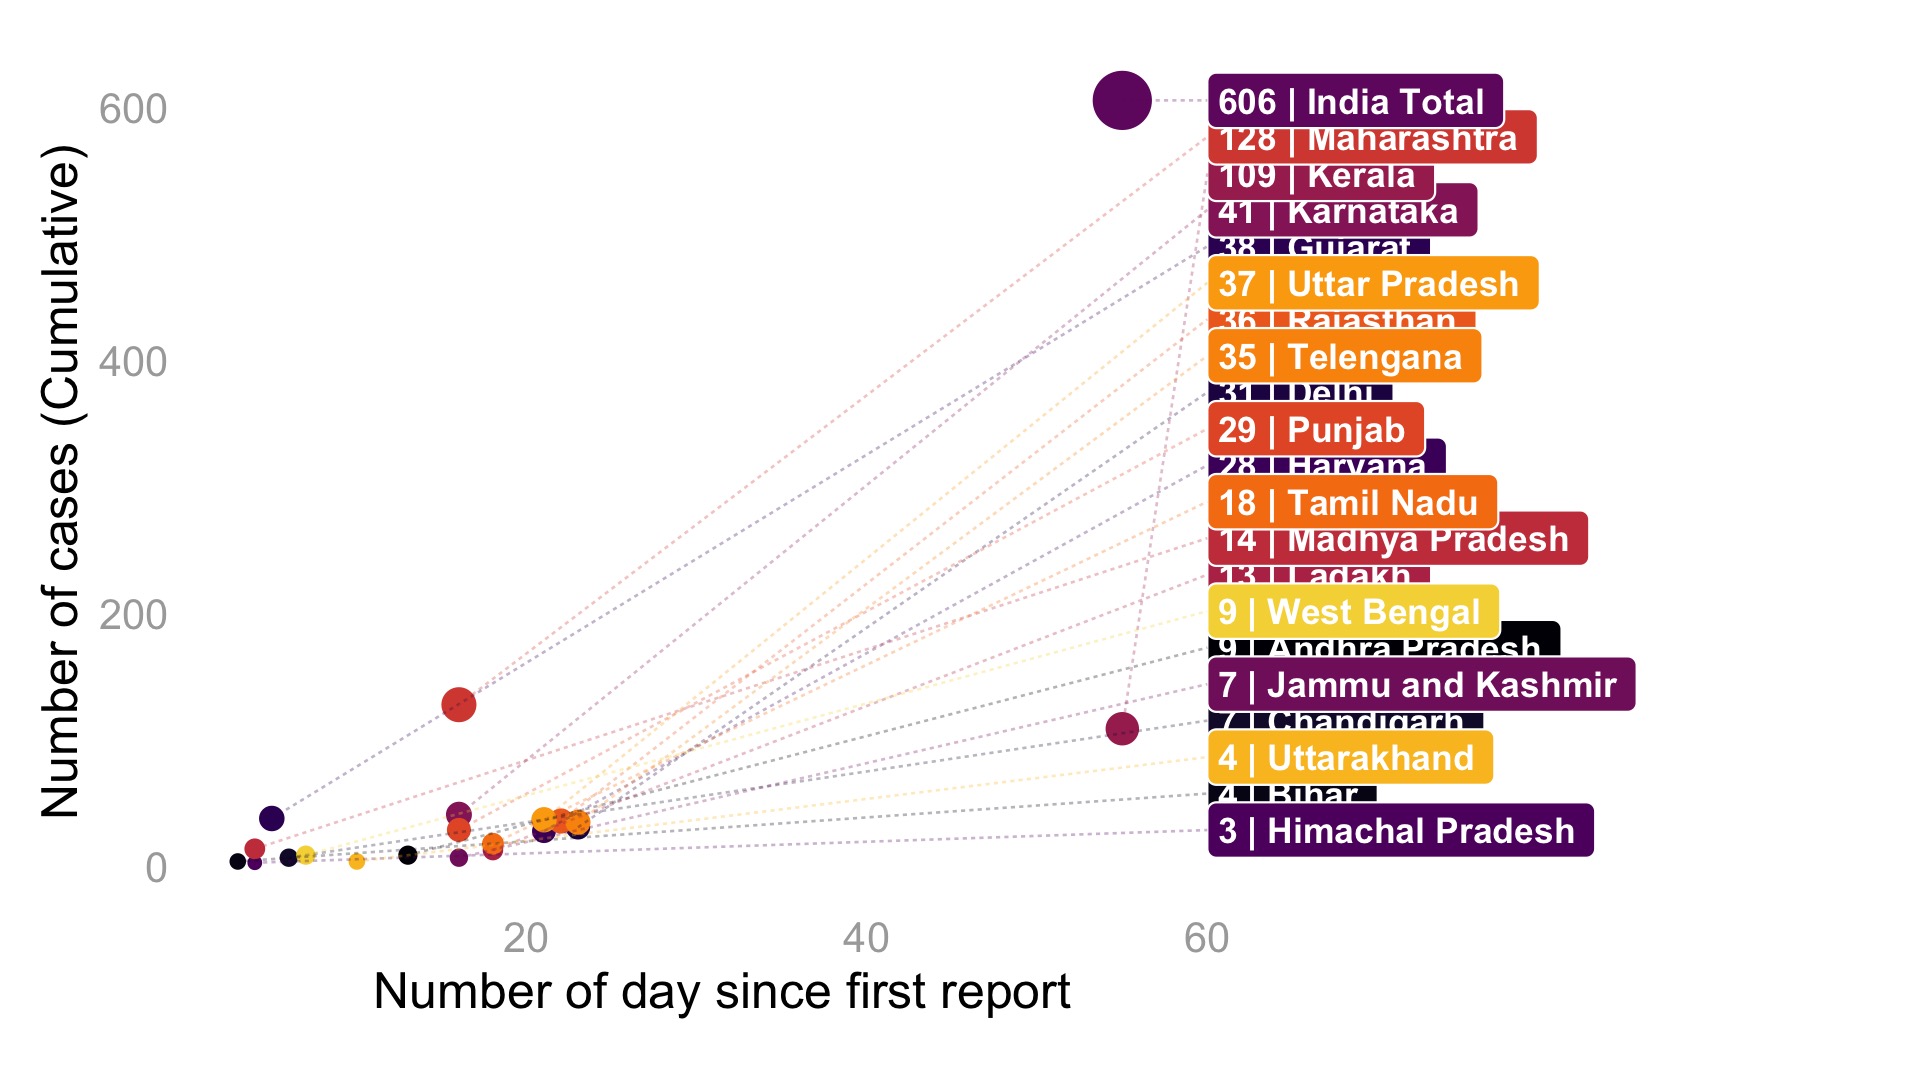 600
400
200
0
Number of cases (Cumulative)
606 | India Total
128 | Maharashtra
109 | Kerala
41 | Karnataka
38 | Gujarat
37 | Uttar Pradesh
36 | Rajasthan
35 | Telengana
31 | Delhi
29 | Punjab
28 | Haryana
18 | Tamil Nadu
14 | Madhya Pradesh
13 | Ladakh
9 | West Bengal
9 | Andhra Pradesh
7 | Jammu and Kashmir
7 | Chandigarh
4 | Uttarakhand
4 | Bihar
3 | Himachal Pradesh
20 40 60
Number of day since first report